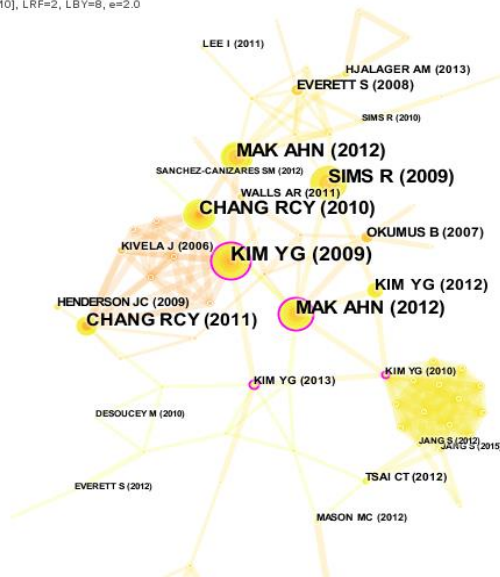 10], LRF=2, LBY=8, e=2.0
LEE I (2011)
HJALAGER AM (2013)
EVERETT S (2008)
SIMS R (2010)
MAK AHN (2012)
SANCHEZ-CANIZARES SM (2012)
SIMS R (2009)
WALLS AR (2011)
CHANG RCY (2010)
OKUMUS B (2007)
KIVELA J (2006)
KIM YG (2009)
KIM YG (2012)
HENDERSON JC (2009)
MAK AHN (2012)
CHANG RCY (2011)
KIM YG (2010)
KIM YG (2013)
DESOUCEY M (2010)
JANG S (2012)
JANG S (2015)
TSAI CT (2012)
EVERETT S (2012)
MASON MC (2012)